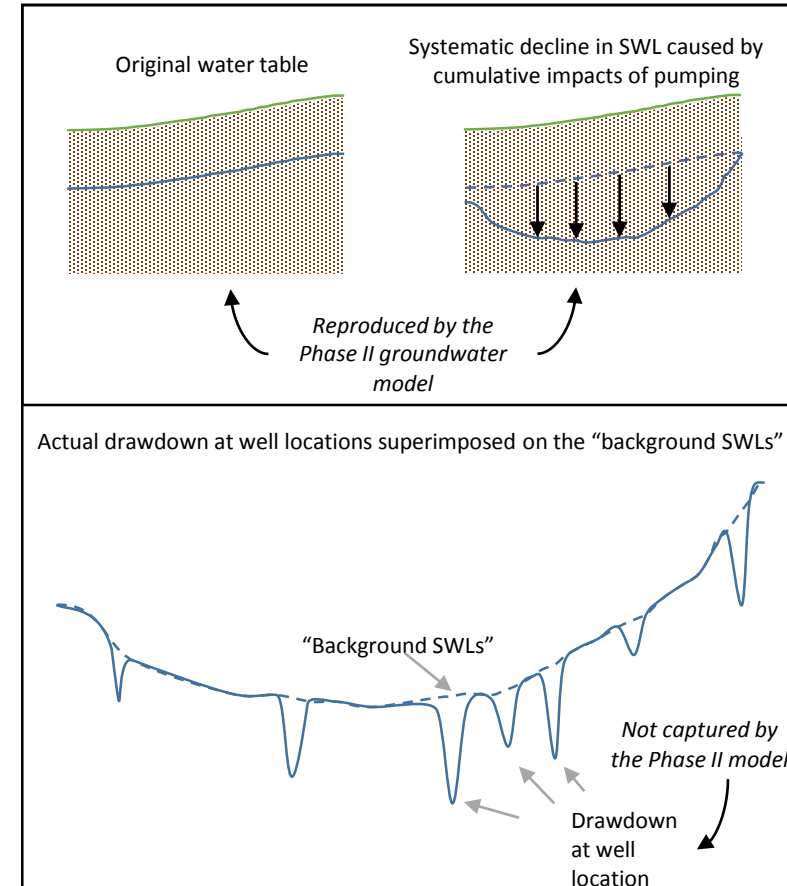 Original water table
Systematic decline in SWL caused by
cumulative impacts of pumping
Reproduced by the
Phase II groundwater
model
Actual drawdown at well locations superimposed on the “background SWLs”
“Background SWLs”
Not captured by
the Phase II model
Drawdown
at well
location